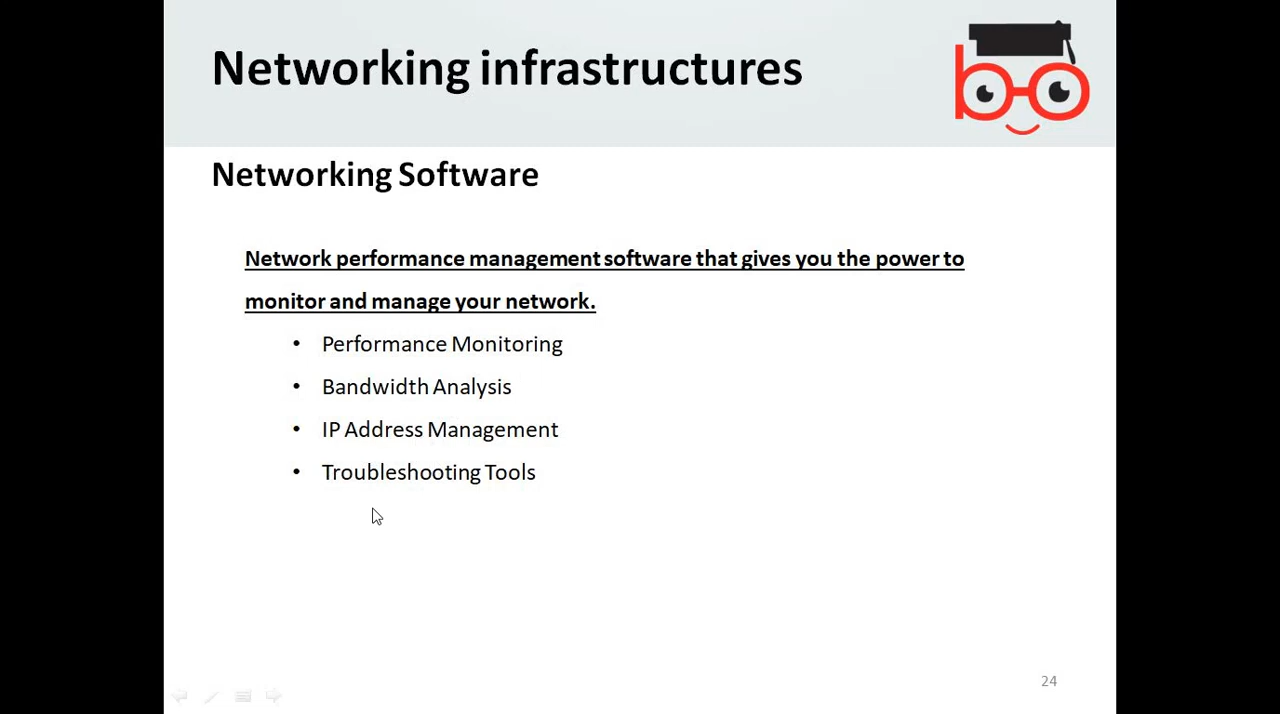 Networking infrastructures
Networking Software
Network performance management software that gives you the power to
monitor and manage your network.
• Performance Monitoring
• Bandwidth Analysis
• IP Address Management
• Troubleshooting Tools
24